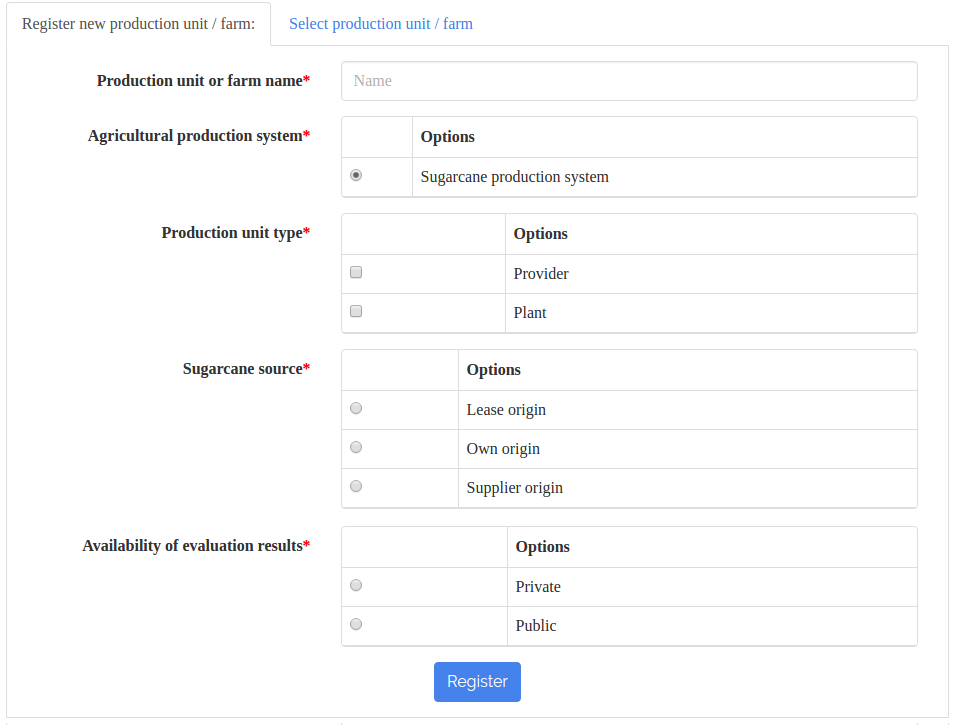 Register new production unit / farm: Select production unit / farm
Production unit or farm name* Name
Agricultural production system* Options
Sugarcane production system
Production unit type* Options
Provider
Plant
Sugarcane source* Options
Lease origin
Own origin
Supplier origin
Availability of evaluation results* Options
Private
Public
Register